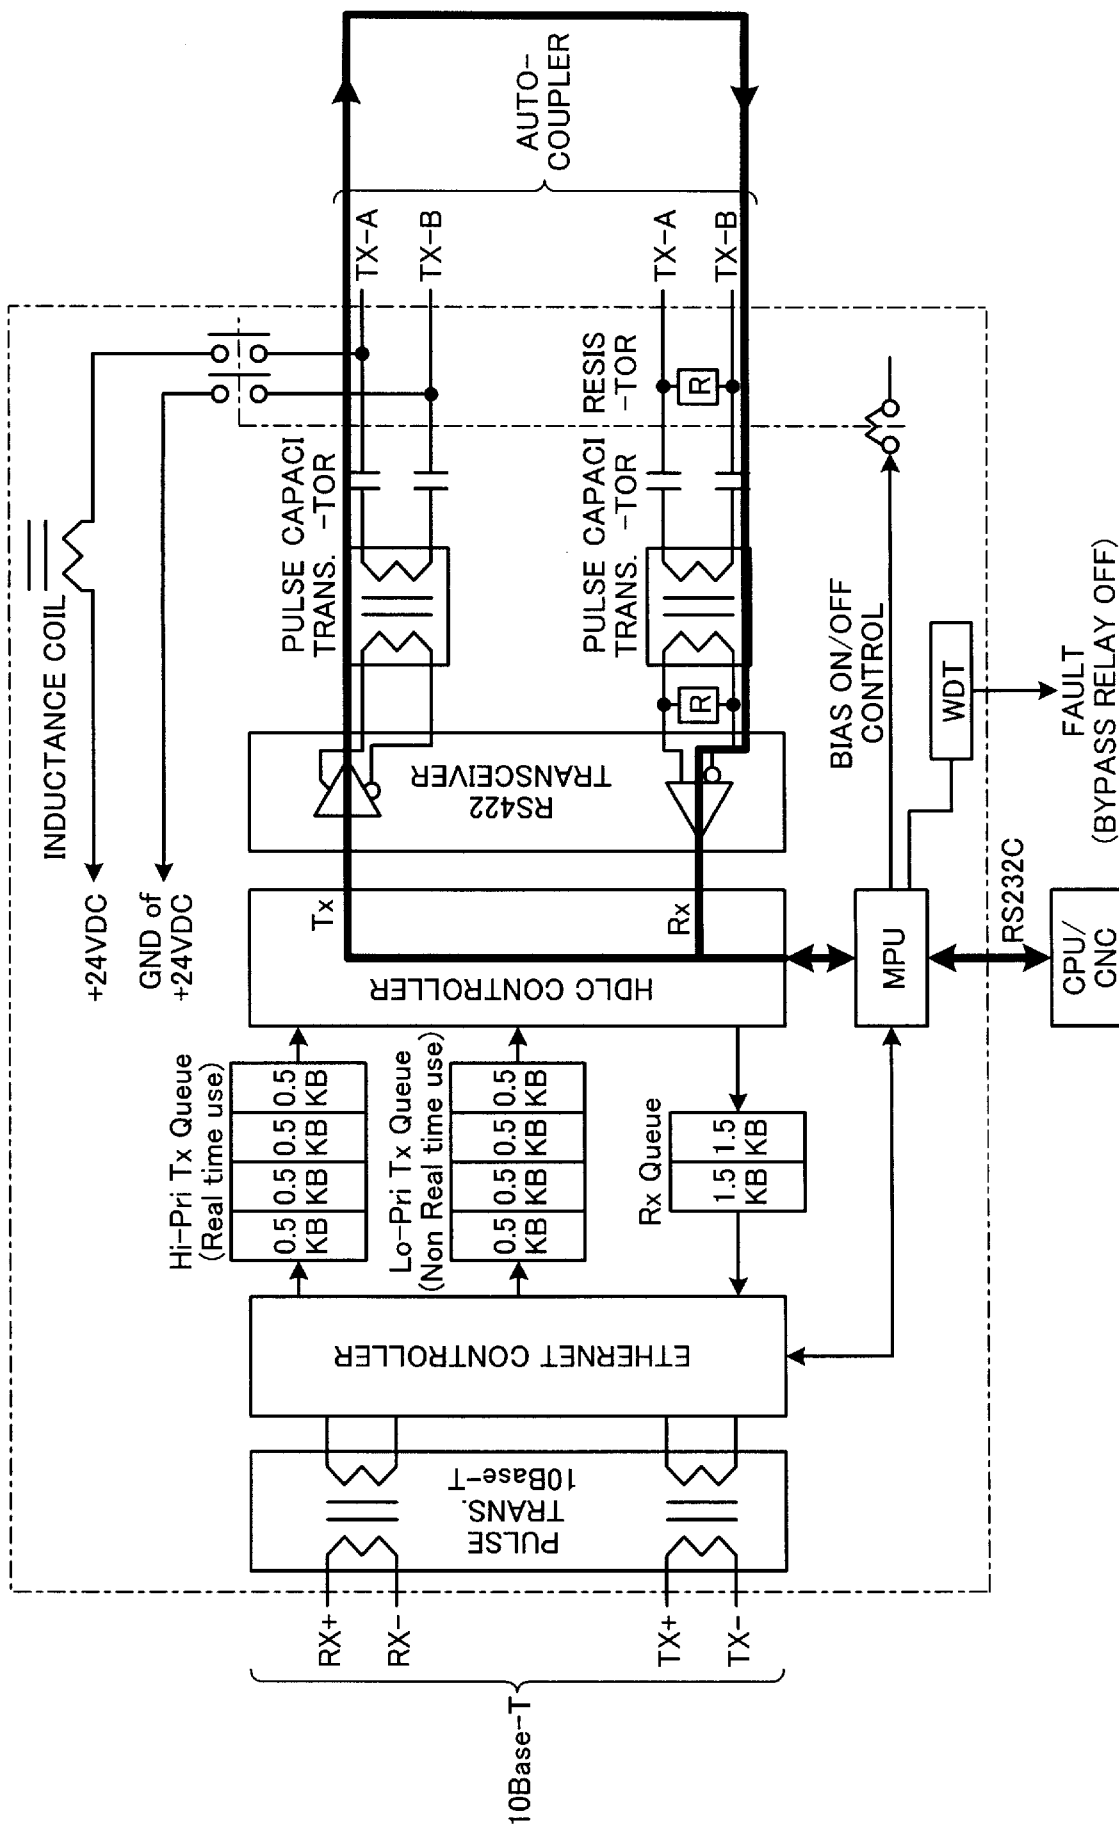 10Base-T
RX+
RX-
TX+
TX-
PULSE
TRANS.
10Base-T
ETHERNET CONTROLLER
Hi-Pri Tx Queue
(Real time use)
0.5 KB
0.5 KB
0.5 KB
0.5 KB
Lo-Pri Tx Queue
(Non Real time use)
0.5 KB
0.5 KB
0.5 KB
0.5 KB
Rx Queue
1.5 KB
1.5 KB
HDLC CONTROLLER
Tx
Rx
RS422
TRANSCEIVER
+24VDC
GND of
+24VDC
INDUCTANCE COIL
PULSE
TRANS.
CAPACI
-TOR
PULSE
TRANS.
CAPACI
-TOR
RESIS
-TOR
R
R
TX-A
TX-B
TX-A
TX-B
AUTO-
COUPLER
MPU
BIAS ON/OFF
CONTROL
WDT
FAULT
(BYPASS RELAY OFF)
RS232C
CPU/
CNC